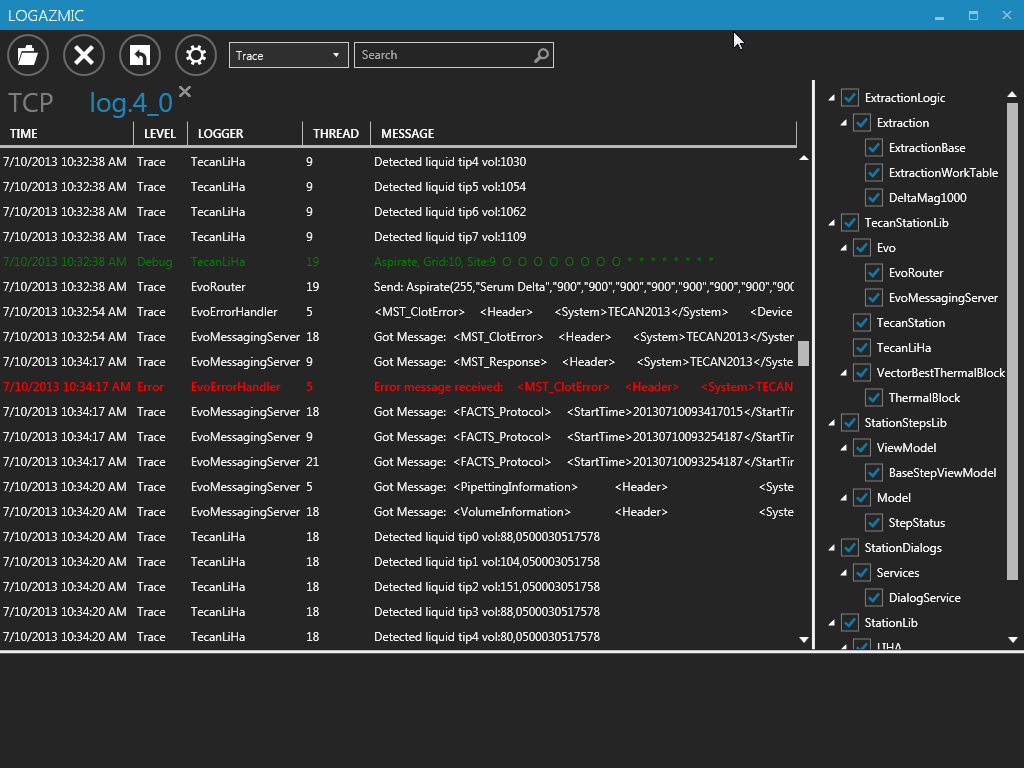 LOGAZMIC
Trace Search
TCP log.4_0
TIME LEVEL LOGGER THREAD MESSAGE
7/10/2013 10:32:38 AM Trace TecanLiHa 9 Detected liquid tip4 vol:1030
7/10/2013 10:32:38 AM Trace TecanLiHa 9 Detected liquid tip5 vol:1054
7/10/2013 10:32:38 AM Trace TecanLiHa 9 Detected liquid tip6 vol:1062
7/10/2013 10:32:38 AM Trace TecanLiHa 9 Detected liquid tip7 vol:1109
7/10/2013 10:32:38 AM Debug TecanLiHa 19 Aspirate, Grid:10, Site:9 O O O O O O O O * * * * * * * *
7/10/2013 10:32:38 AM Trace EvoRouter 19 Send: Aspirate(255,"Serum Delta","900","900","900","900","900","900","900","900
7/10/2013 10:32:54 AM Trace EvoErrorHandler 5 <MST_ClotError> <Header> <System>TECAN2013</System> <Device
7/10/2013 10:32:54 AM Trace EvoMessagingServer 18 Got Message: <MST_ClotError> <Header> <System>TECAN2013</System
7/10/2013 10:34:17 AM Trace EvoMessagingServer 9 Got Message: <MST_Response> <Header> <System>TECAN2013</Syste
7/10/2013 10:34:17 AM Error EvoErrorHandler 5 Error message received: <MST_ClotError> <Header> <System>TECAN
7/10/2013 10:34:17 AM Trace EvoMessagingServer 18 Got Message: <FACTS_Protocol> <StartTime>20130710093417015</StartTir
7/10/2013 10:34:17 AM Trace EvoMessagingServer 9 Got Message: <FACTS_Protocol> <StartTime>20130710093254187</StartTir
7/10/2013 10:34:17 AM Trace EvoMessagingServer 21 Got Message: <FACTS_Protocol> <StartTime>20130710093254187</StartTir
7/10/2013 10:34:20 AM Trace EvoMessagingServer 5 Got Message: <PipettingInformation> <Header> <Syste
7/10/2013 10:34:20 AM Trace EvoMessagingServer 18 Got Message: <VolumeInformation> <Header> <Syste
7/10/2013 10:34:20 AM Trace TecanLiHa 18 Detected liquid tip0 vol:88,0500030517578
7/10/2013 10:34:20 AM Trace TecanLiHa 18 Detected liquid tip1 vol:104,050003051758
7/10/2013 10:34:20 AM Trace TecanLiHa 18 Detected liquid tip2 vol:151,050003051758
7/10/2013 10:34:20 AM Trace TecanLiHa 18 Detected liquid tip3 vol:88,0500030517578
7/10/2013 10:34:20 AM Trace TecanLiHa 18 Detected liquid tip4 vol:80,0500030517578
ExtractionLogic
Extraction
ExtractionBase
ExtractionWorkTable
DeltaMag1000
TecanStationLib
Evo
EvoRouter
EvoMessagingServer
TecanStation
TecanLiHa
VectorBestThermalBlock
ThermalBlock
StationStepsLib
ViewModel
BaseStepViewModel
Model
StepStatus
StationDialogs
Services
DialogService
StationLib